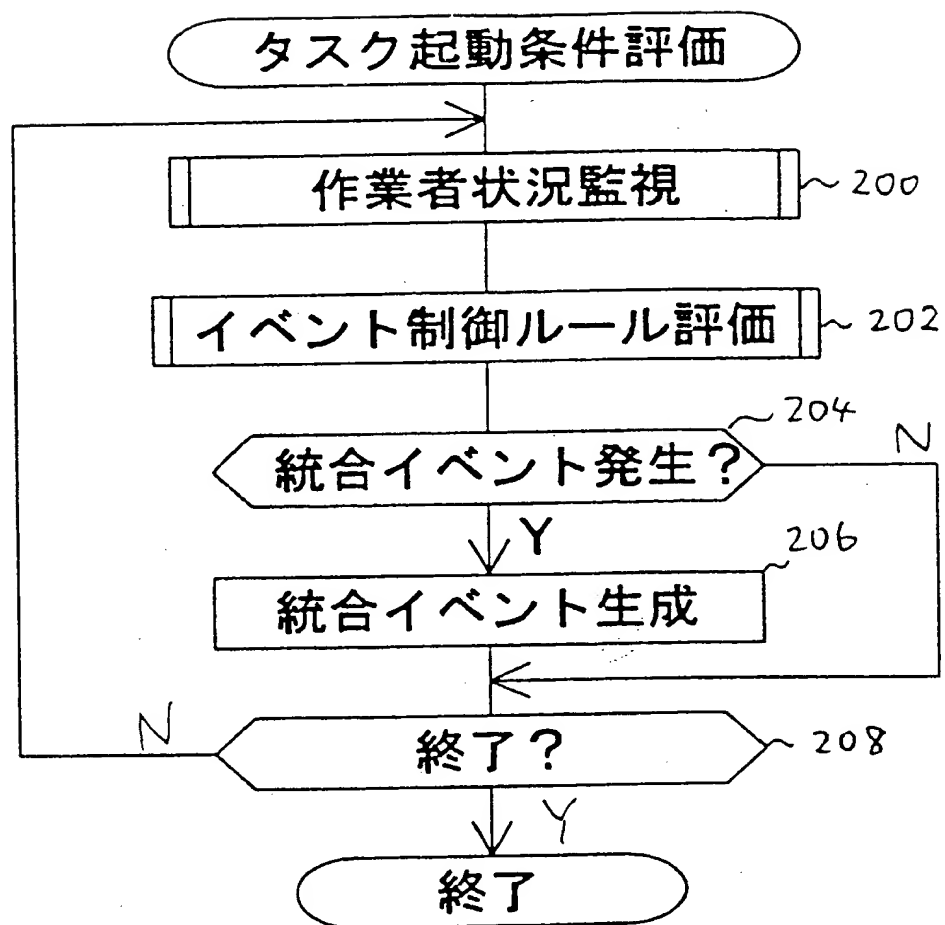 タスク起動条件評価
作業者状況監視
200
イベント制御ルール評価
202
204
統合イベント発生？
N
Y
206
統合イベント生成
N
終了？
208
Y
終了